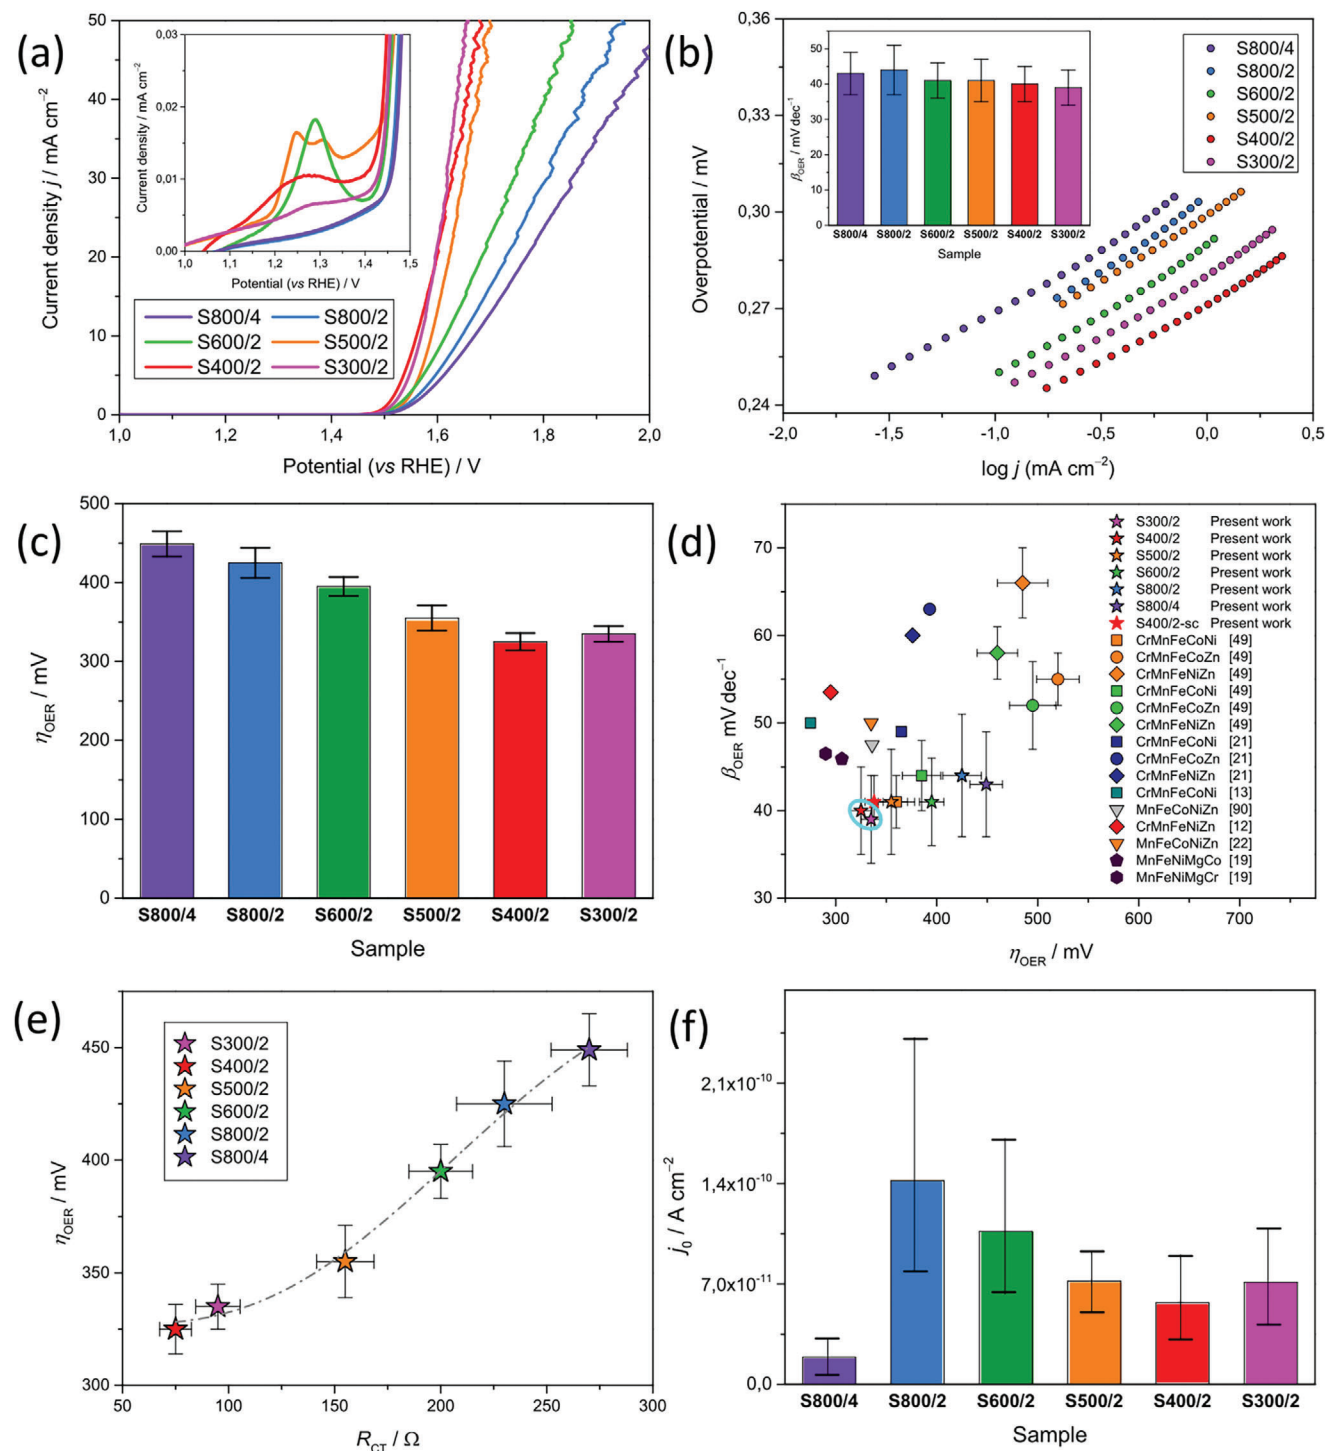 (a)
50
40
30
20
10
0
Current density j / mA cm⁻²
0,03
0,02
0,01
0,00
Current density / mA cm⁻²
1,0 1,1 1,2 1,3 1,4 1,5
Potential (vs RHE) / V
S800/4 S800/2
S600/2 S500/2
S400/2 S300/2
1,0 1,2 1,4 1,6 1,8 2,0
Potential (vs RHE) / V
(b)
0,36
0,33
0,30
0,27
0,24
Overpotential / mV
50
40
30
20
10
0
βOER / mV dec⁻¹
S800/4 S800/2 S600/2 S500/2 S400/2 S300/2
Sample
S800/4
S800/2
S600/2
S500/2
S400/2
S300/2
-2,0 -1,5 -1,0 -0,5 0,0 0,5
log j (mA cm⁻²)
(c)
500
400
300
200
100
0
ηOER / mV
S800/4 S800/2 S600/2 S500/2 S400/2 S300/2
Sample
(d)
70
60
50
40
30
βOER mV dec⁻¹
S300/2 Present work
S400/2 Present work
S500/2 Present work
S600/2 Present work
S800/2 Present work
S800/4 Present work
S400/2-sc Present work
CrMnFeCoNi [49]
CrMnFeCoZn [49]
CrMnFeNiZn [49]
CrMnFeCoNi [49]
CrMnFeCoZn [49]
CrMnFeNiZn [49]
CrMnFeCoNi [21]
CrMnFeCoZn [21]
CrMnFeNiZn [21]
CrMnFeCoNi [13]
MnFeCoNiZn [90]
CrMnFeNiZn [12]
MnFeCoNiZn [22]
MnFeNiMgCo [19]
MnFeNiMgCr [19]
300 400 500 600 700
ηOER / mV
(e)
450
400
350
300
ηOER / mV
S300/2
S400/2
S500/2
S600/2
S800/2
S800/4
50 100 150 200 250 300
RCT / Ω
(f)
2,1x10⁻¹⁰
1,4x10⁻¹⁰
7,0x10⁻¹¹
0,0
j₀ / A cm⁻²
S800/4 S800/2 S600/2 S500/2 S400/2 S300/2
Sample